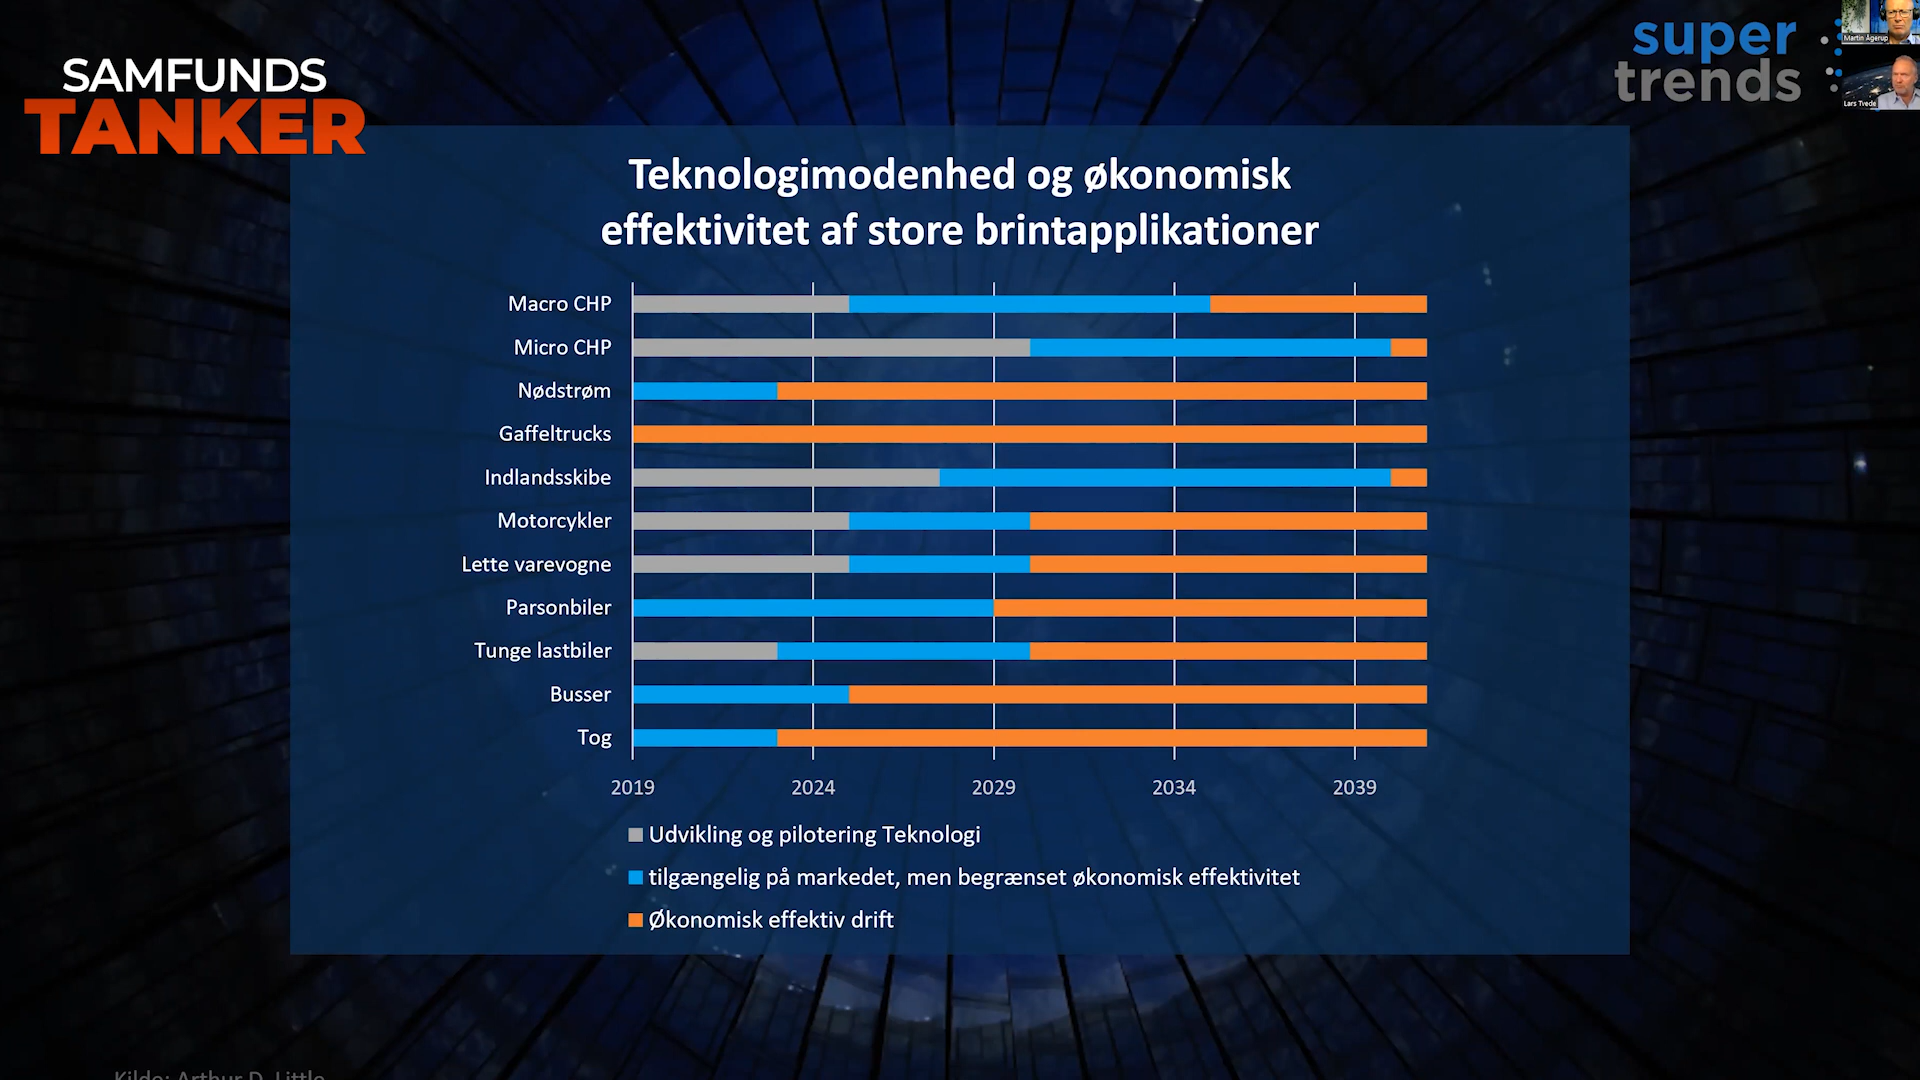 SAMFUNDS
TANKER
super
trends
Martin Ågerup
Lars Tvede
Teknologimodenhed og økonomisk
effektivitet af store brintapplikationer
Macro CHP
Micro CHP
Nødstrøm
Gaffeltrucks
Indlandsskibe
Motorcykler
Lette varevogne
Parsonbiler
Tunge lastbiler
Busser
Tog
2019 2024 2029 2034 2039
Udvikling og pilotering Teknologi
tilgængelig på markedet, men begrænset økonomisk effektivitet
Økonomisk effektiv drift
Kilde: Arthur D. Little